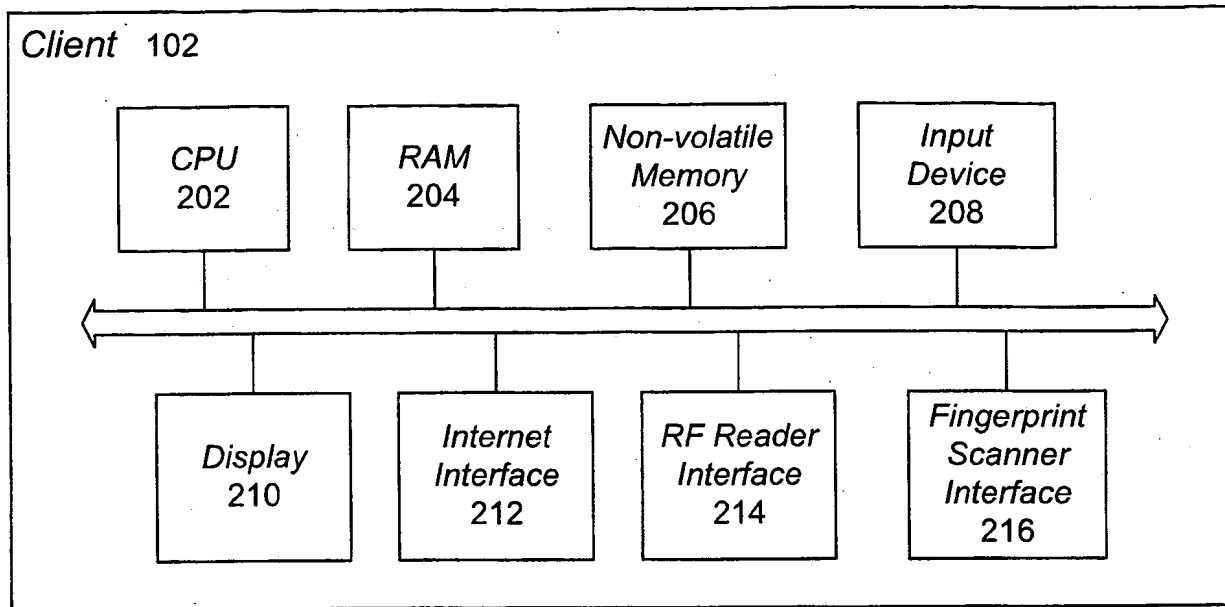 Client 102
CPU
202
RAM
204
Non-volatile
Memory
206
Input
Device
208
Display
210
Internet
Interface
212
RF Reader
Interface
214
Fingerprint
Scanner
Interface
216